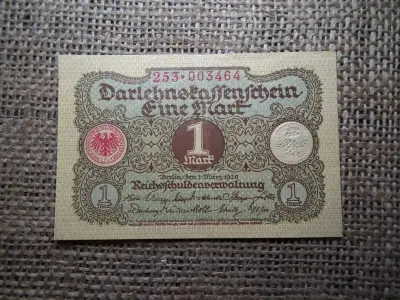 253·003464
Darlehnskassenschein
Eine Mark
1
Mark
Berlin, den 1. März 1920
Reichsschuldenverwaltung
1 1